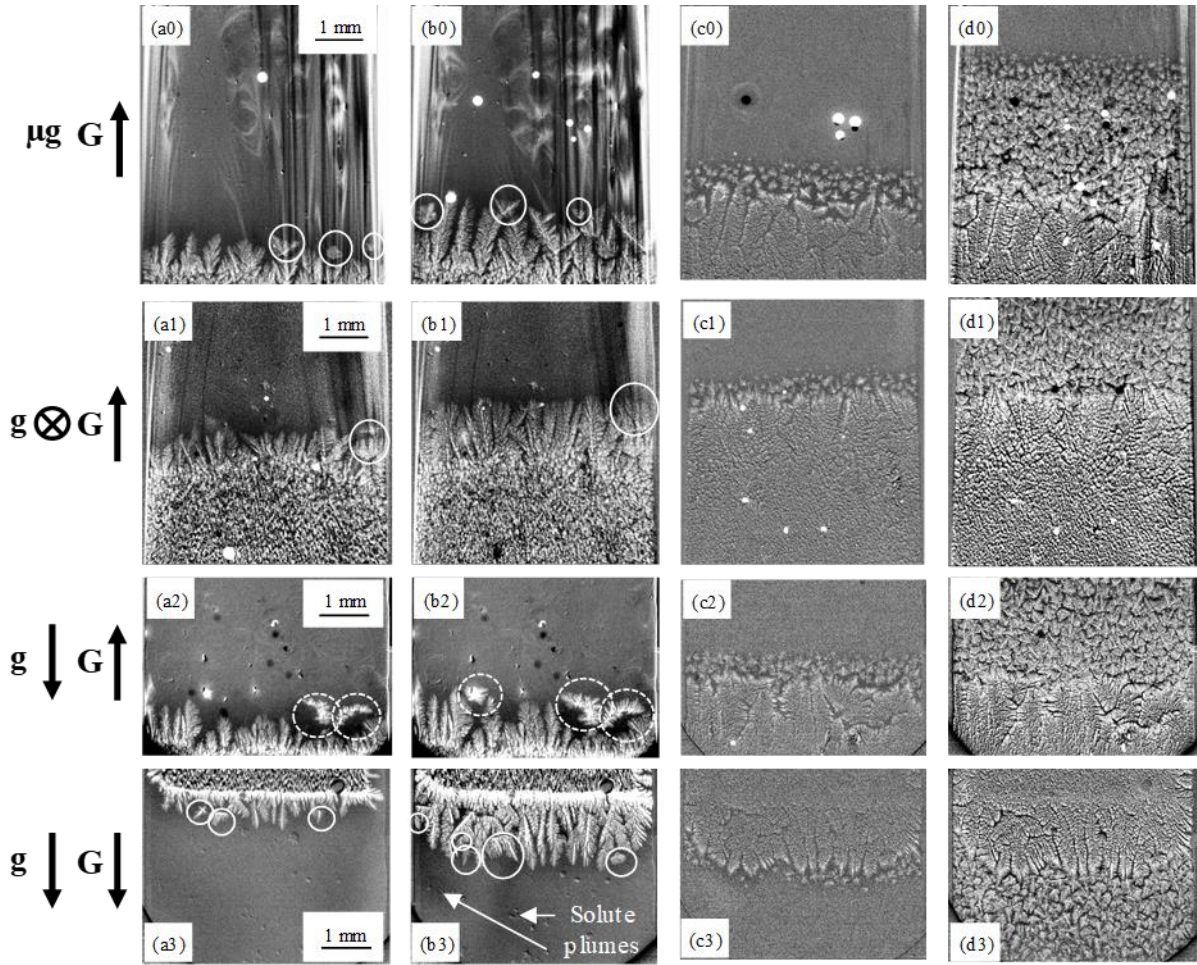 (a0)
1 mm
(b0)
(c0)
(d0)
µg G
(a1)
1 mm
(b1)
(c1)
(d1)
g ⊗ G
(a2)
1 mm
(b2)
(c2)
(d2)
g G
(a3)
1 mm
(b3)
Solute
plumes
(c3)
(d3)
g G